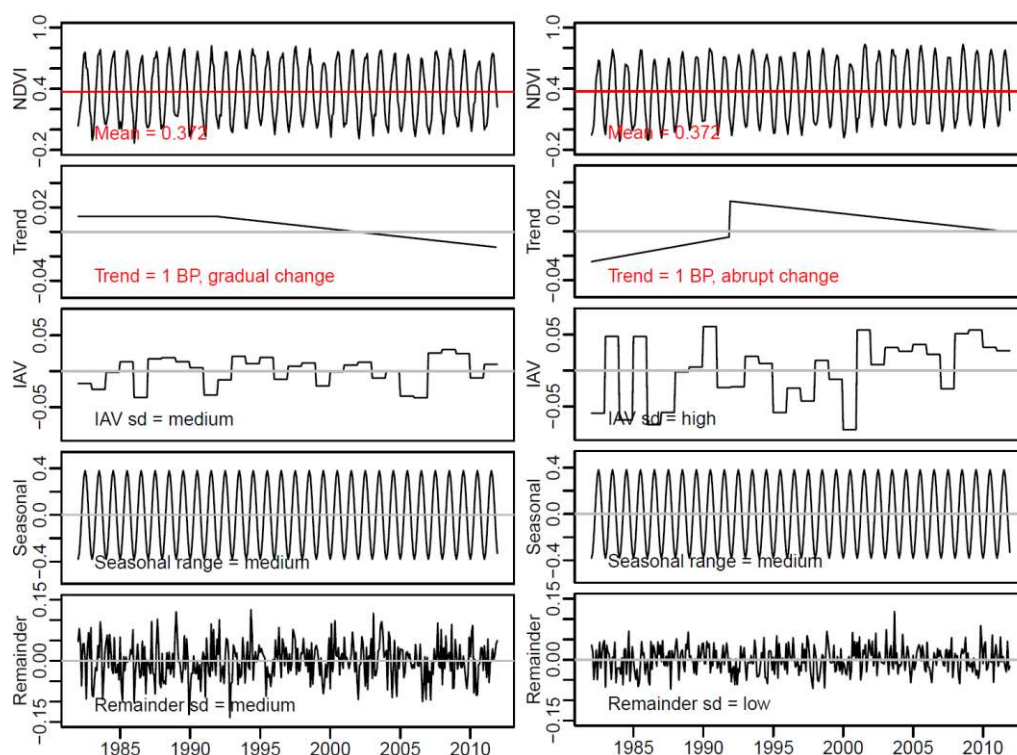 NDVI
1.0
0.4
−0.2
Mean = 0.372
Trend
0.02
−0.04
Trend = 1 BP, gradual change
IAV
0.05
−0.05
IAV sd = medium
Seasonal
0.4
0.0
−0.4
Seasonal range = medium
Remainder
0.15
0.00
−0.15
Remainder sd = medium
1985 1990 1995 2000 2005 2010
NDVI
1.0
0.4
−0.2
Mean = 0.372
Trend
0.02
−0.04
Trend = 1 BP, abrupt change
IAV
0.05
−0.05
IAV sd = high
Seasonal
0.4
0.0
−0.4
Seasonal range = medium
Remainder
0.15
0.00
−0.15
Remainder sd = low
1985 1990 1995 2000 2005 2010